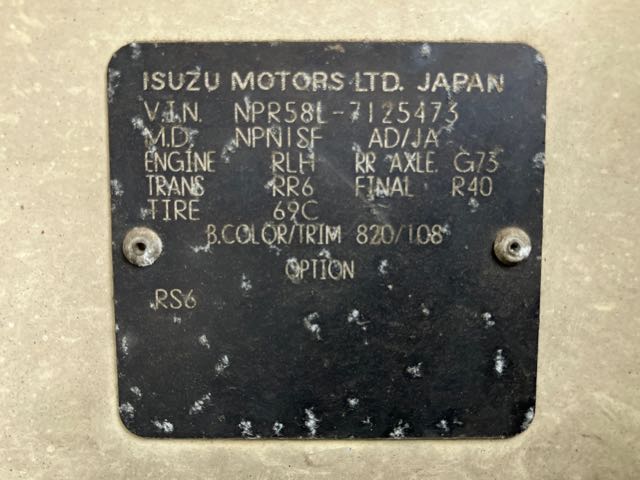 ISUZU MOTORS LTD. JAPAN
V.I.N. NPR58L-7125473
M.D. NPN1SF AD/JA
ENGINE RLH RR AXLE G73
TRANS RR6 FINAL R40
TIRE 69C
B.COLOR/TRIM 820/108
OPTION
RS6